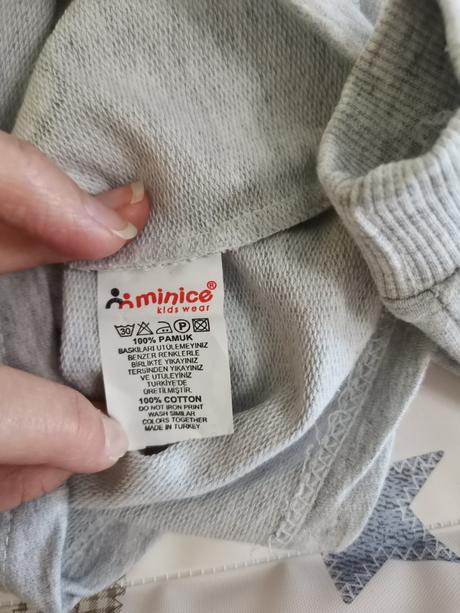 minice®
kids wear
30 P
100% PAMUK
BASKILARI ÜTÜLEMEYİNİZ
BENZER RENKLERLE
BİRLİKTE YIKAYINIZ
TERSİNDEN YIKAYINIZ
VE ÜTÜLEYİNİZ
TÜRKİYE'DE
ÜRETİLMİŞTİR.
100% COTTON
DO NOT IRON PRINT
WASH SIMILAR
COLORS TOGETHER
MADE IN TURKEY